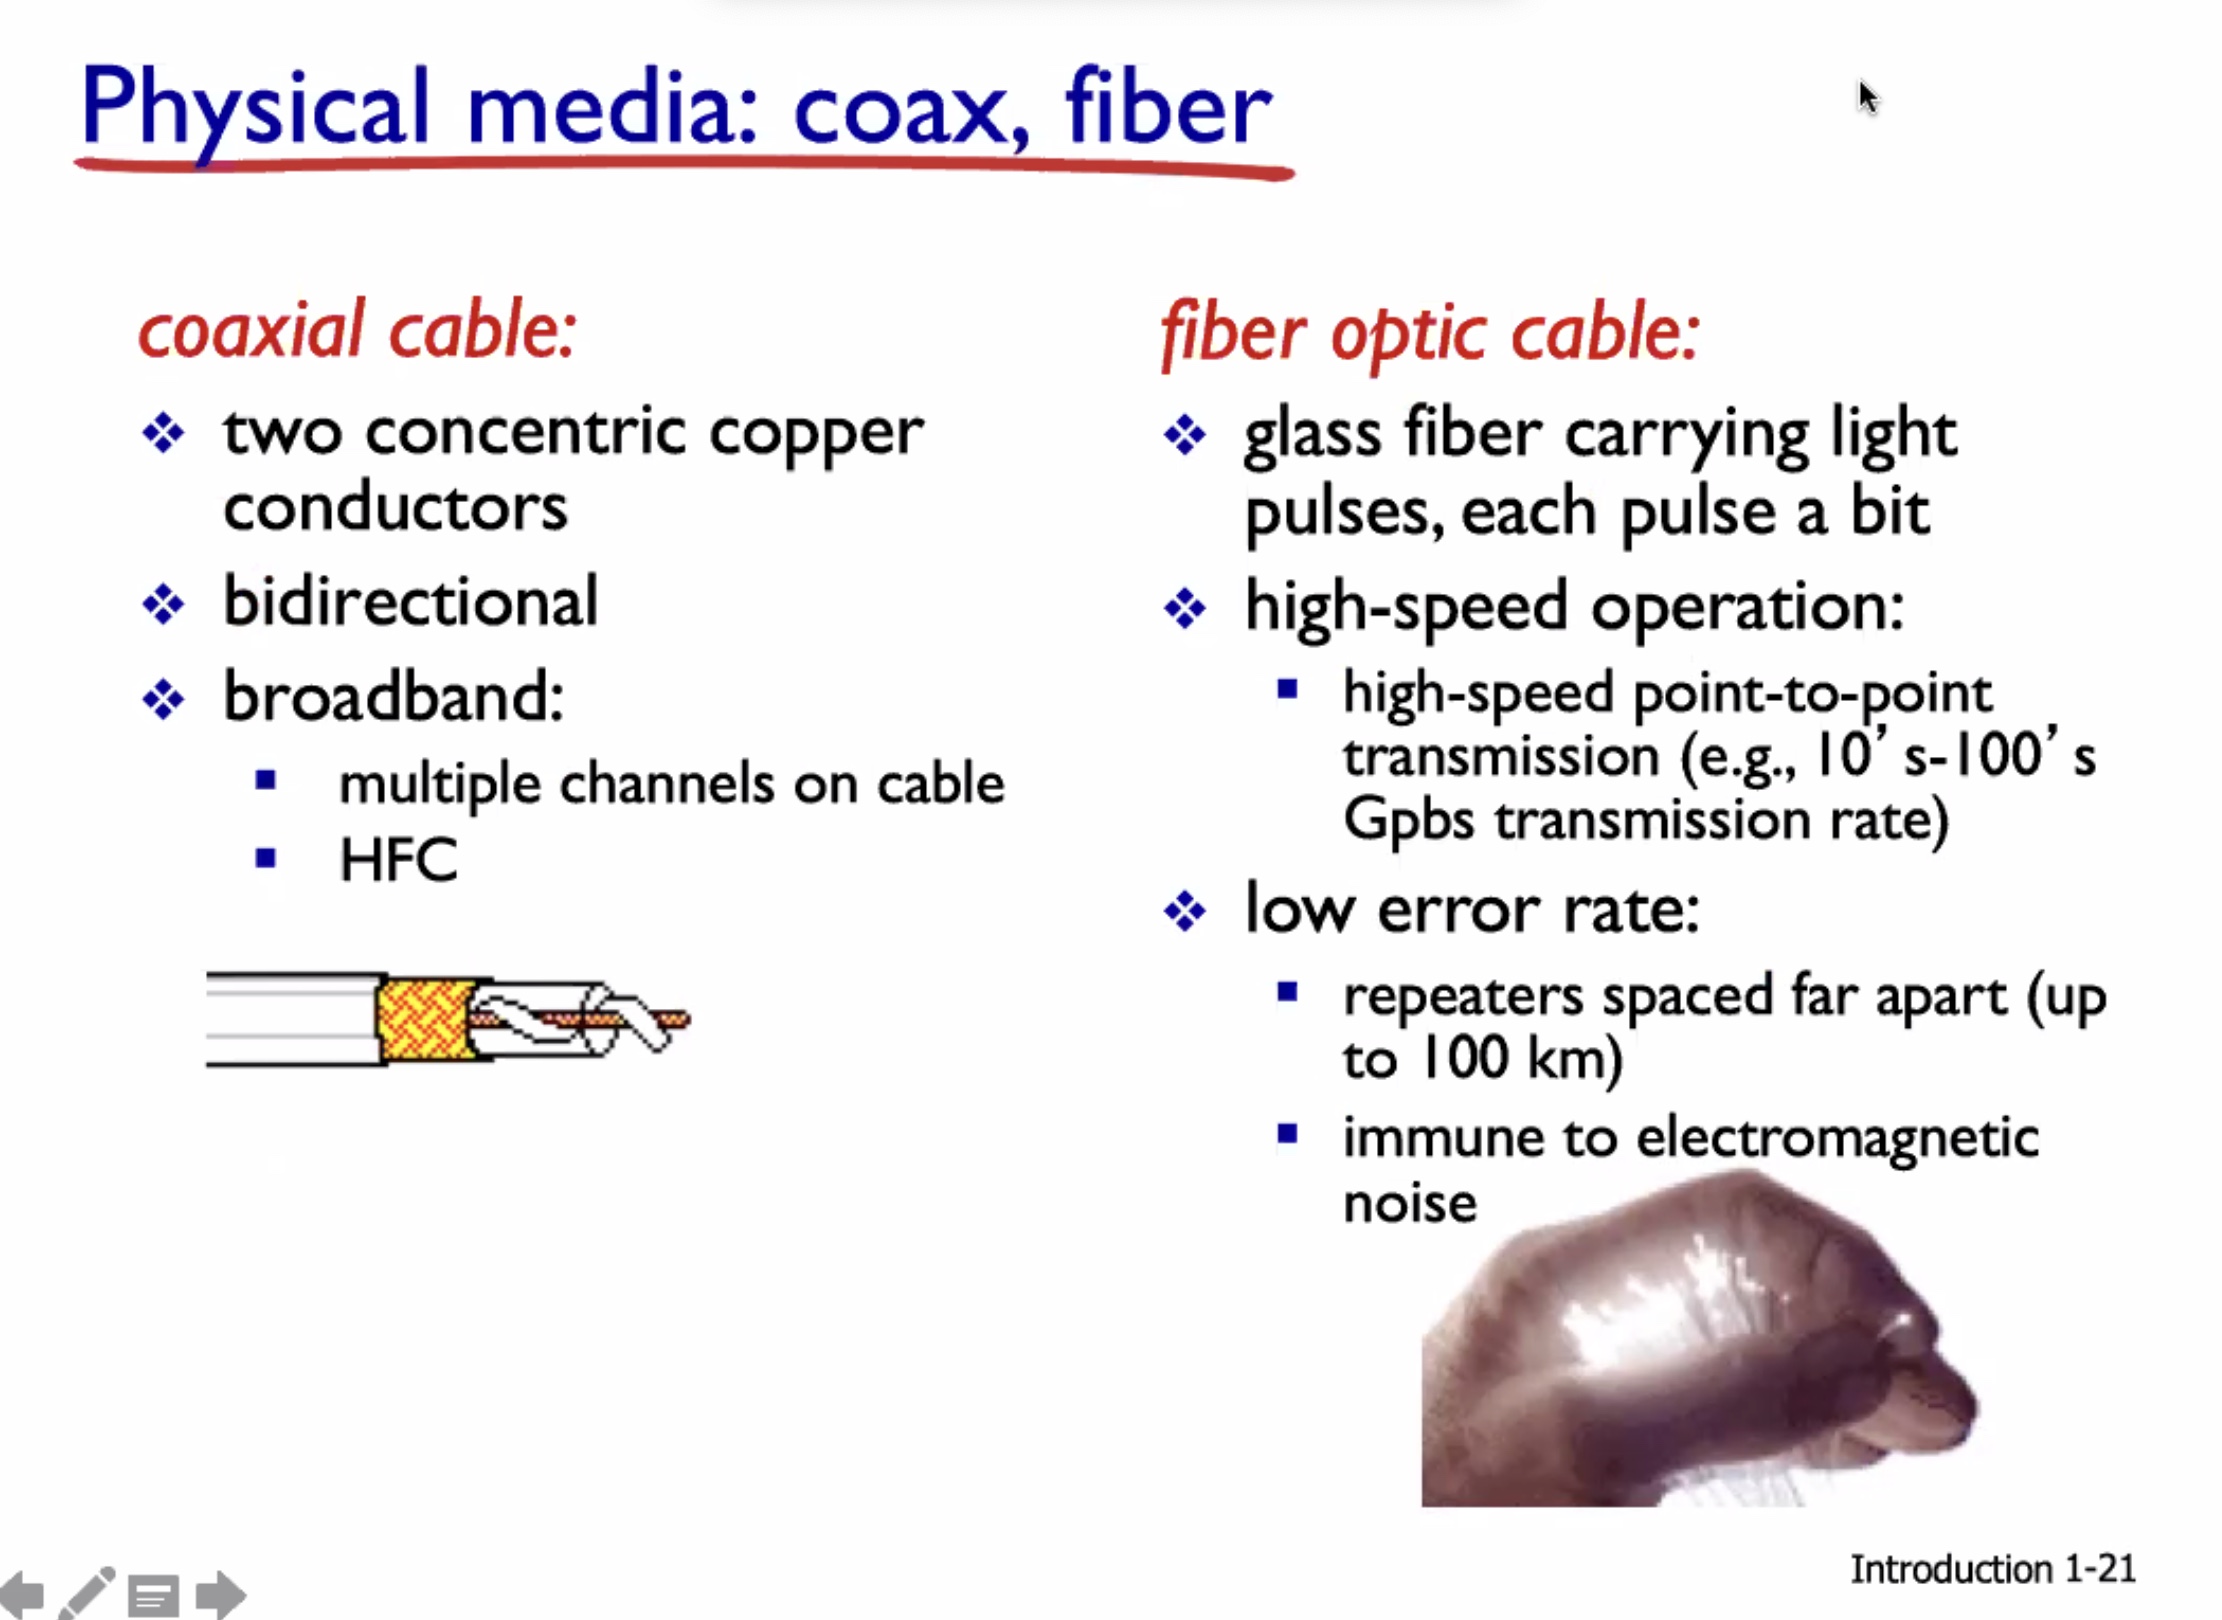 Physical media: coax, fiber
coaxial cable:
two concentric copper
conductors
bidirectional
broadband:
multiple channels on cable
HFC
fiber optic cable:
glass fiber carrying light
pulses, each pulse a bit
high-speed operation:
high-speed point-to-point
transmission (e.g., 10’ s-100’ s
Gpbs transmission rate)
low error rate:
repeaters spaced far apart (up
to 100 km)
immune to electromagnetic
noise
Introduction 1-21